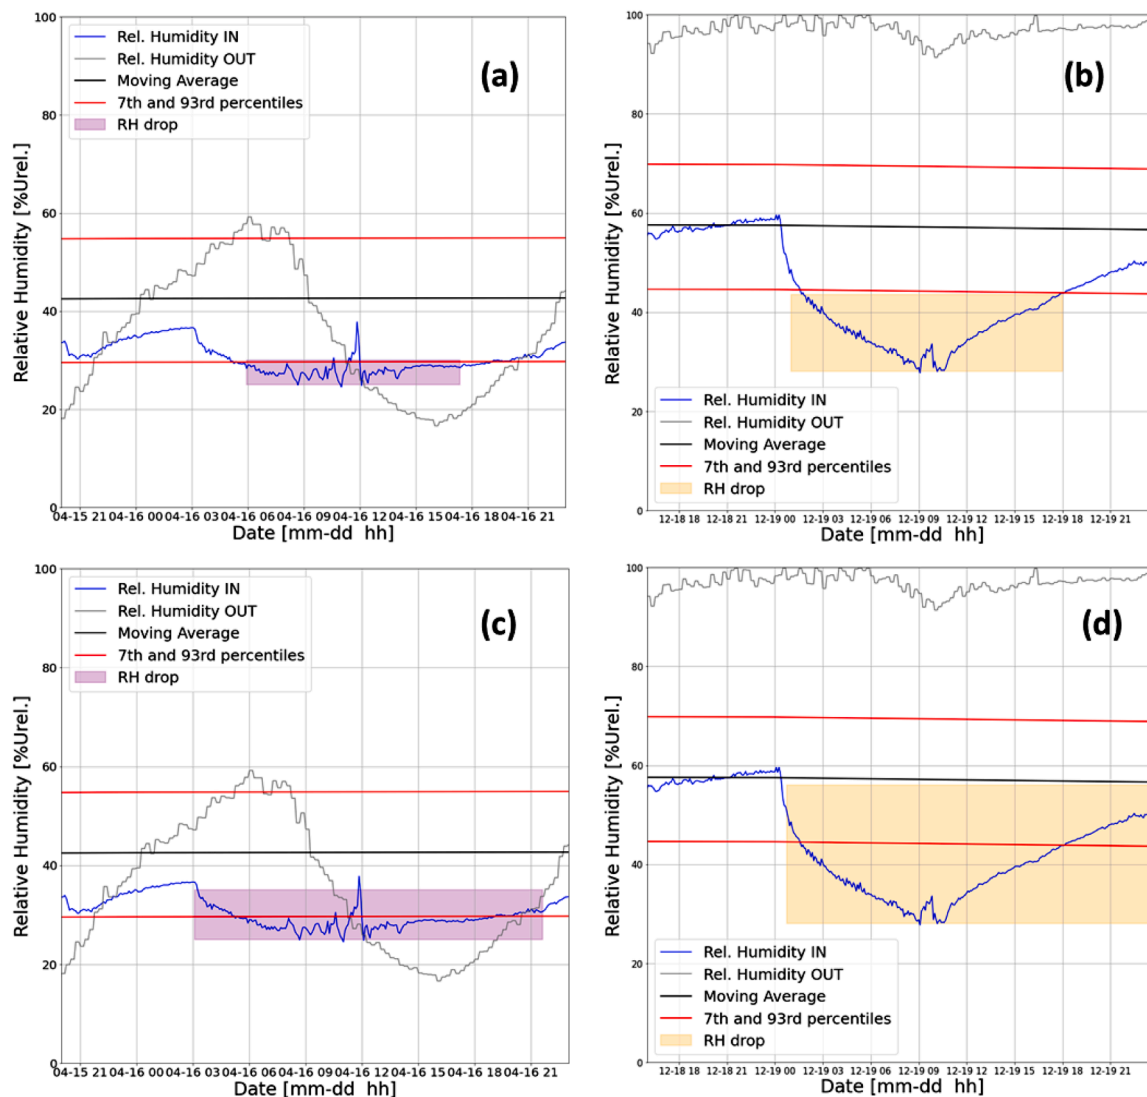 100
80
60
40
20
0
Relative Humidity [%Urel.]
Rel. Humidity IN
Rel. Humidity OUT
Moving Average
7th and 93rd percentiles
RH drop
(a)
04-15 21 04-16 00 04-16 03 04-16 06 04-16 09 04-16 12 04-16 15 04-16 18 04-16 21
Date [mm-dd hh]
100
80
60
40
20
0
Relative Humidity [%Urel.]
(b)
Rel. Humidity IN
Rel. Humidity OUT
Moving Average
7th and 93rd percentiles
RH drop
12-18 18 12-18 21 12-19 00 12-19 03 12-19 06 12-19 09 12-19 12 12-19 15 12-19 18 12-19 21
Date [mm-dd hh]
100
80
60
40
20
0
Relative Humidity [%Urel.]
Rel. Humidity IN
Rel. Humidity OUT
Moving Average
7th and 93rd percentiles
RH drop
(c)
04-15 21 04-16 00 04-16 03 04-16 06 04-16 09 04-16 12 04-16 15 04-16 18 04-16 21
Date [mm-dd hh]
100
80
60
40
20
0
Relative Humidity [%Urel.]
(d)
Rel. Humidity IN
Rel. Humidity OUT
Moving Average
7th and 93rd percentiles
RH drop
12-18 18 12-18 21 12-19 00 12-19 03 12-19 06 12-19 09 12-19 12 12-19 15 12-19 18 12-19 21
Date [mm-dd hh]